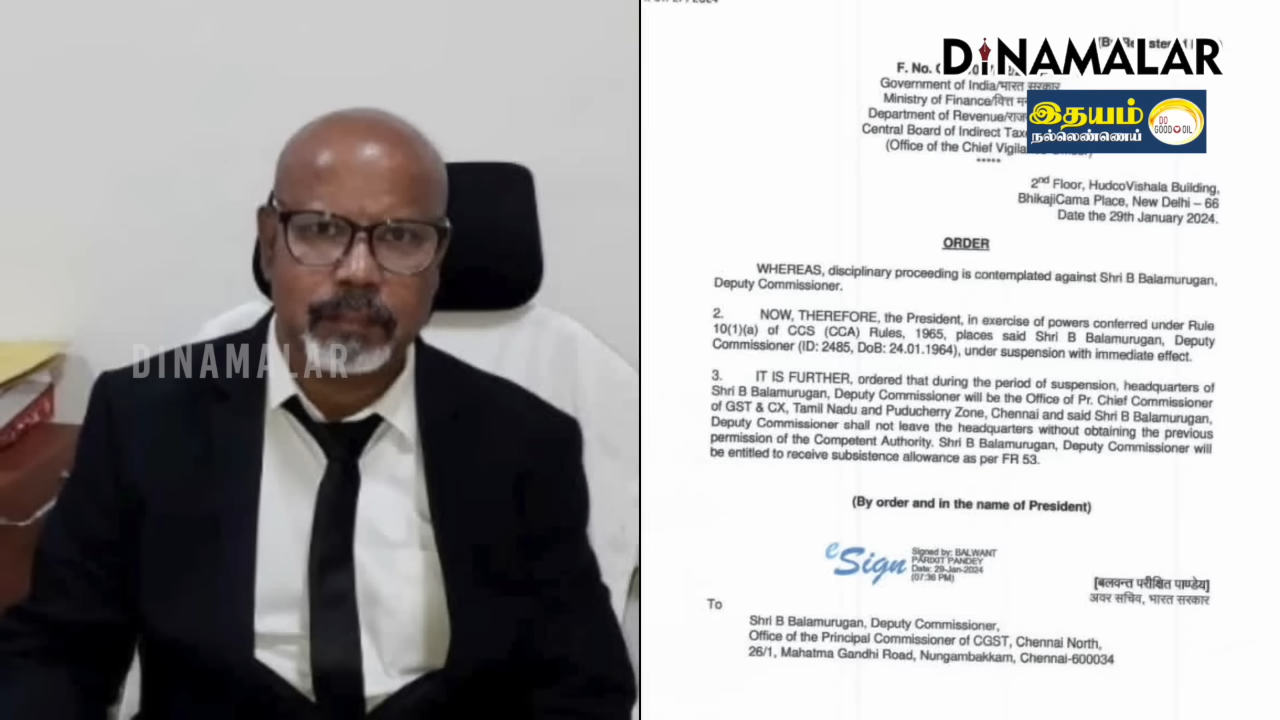 DINAMALAR
DINAMALAR
இதயம்
நல்லெண்ணெய்
DO
GOOD OIL
F. No.
Government of India/भारत सरकार
Ministry of Finance/वित्त
Department of Revenue
Central Board of Indirect
(Office of the Chief
*****
2nd Floor, HudcoVishala Building,
BhikajiCama Place, New Delhi – 66
Date the 29th January 2024.
ORDER
WHEREAS, disciplinary proceeding is contemplated against Shri B Balamurugan,
Deputy Commissioner.
2. NOW, THEREFORE, the President, in exercise of powers conferred under Rule
10(1)(a) of CCS (CCA) Rules, 1965, places said Shri B Balamurugan, Deputy
Commissioner (ID: 2485, DoB: 24.01.1964), under suspension with immediate effect.
3. IT IS FURTHER, ordered that during the period of suspension, headquarters of
Shri B Balamurugan, Deputy Commissioner will be the Office of Pr. Chief Commissioner
of GST & CX, Tamil Nadu and Puducherry Zone, Chennai and said Shri B Balamurugan,
Deputy Commissioner shall not leave the headquarters without obtaining the previous
permission of the Competent Authority. Shri B Balamurugan, Deputy Commissioner will
be entitled to receive subsistence allowance as per FR 53.
(By order and in the name of President)
eSign
Signed by: BALWANT
PARIXIT PANDEY
Date: 29-Jan-2024
(07:36 PM)
[बलवन्त परीक्षित पाण्डेय]
अवर सचिव, भारत सरकार
To
Shri B Balamurugan, Deputy Commissioner,
Office of the Principal Commissioner of CGST, Chennai North,
26/1, Mahatma Gandhi Road, Nungambakkam, Chennai-600034